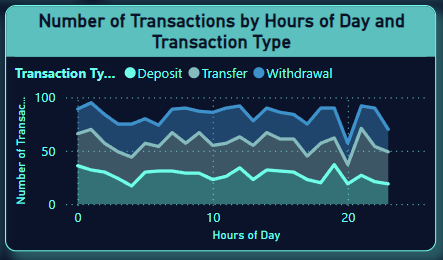 Number of Transactions by Hours of Day and
Transaction Type
Transaction Ty... Deposit Transfer Withdrawal
100
50
0
Number of Transac...
0 10 20
Hours of Day